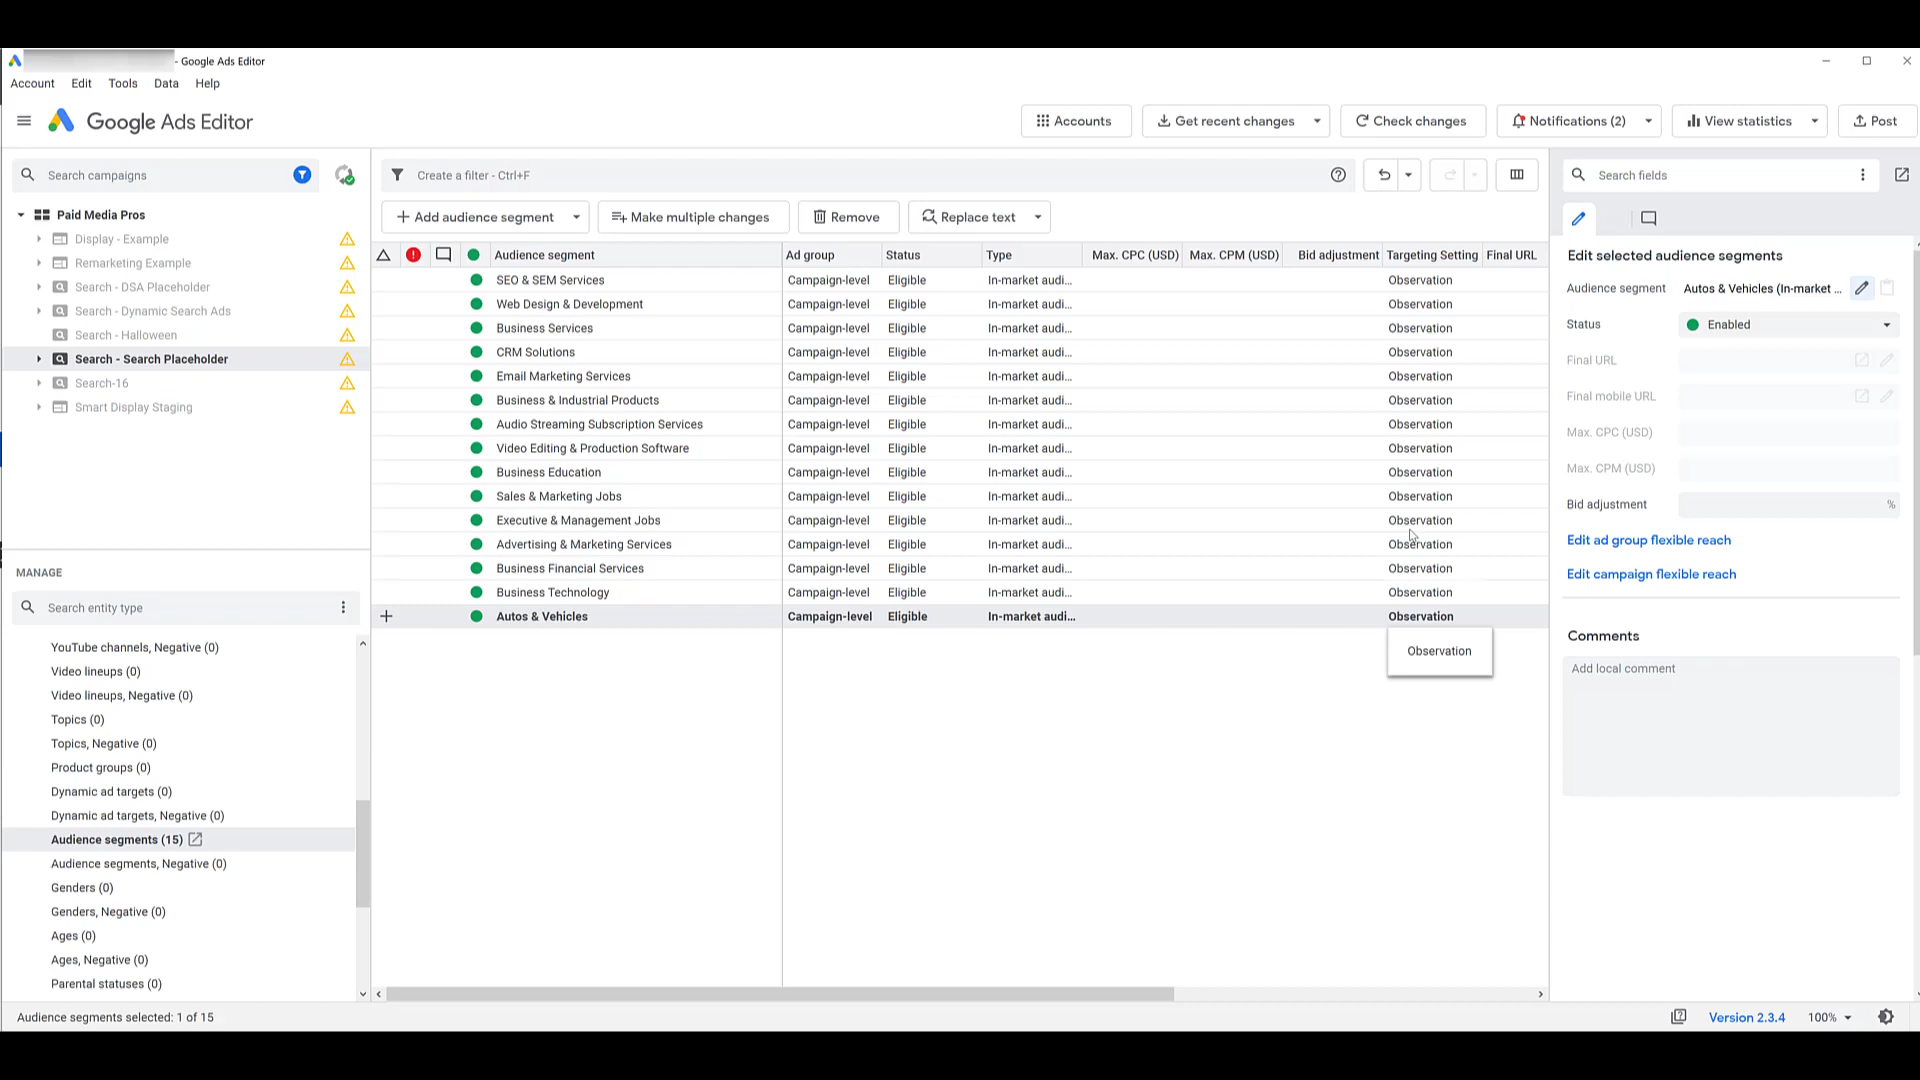 - Google Ads Editor
Account Edit Tools Data Help
Google Ads Editor
Accounts Get recent changes Check changes Notifications (2) View statistics Post
Search campaigns
Create a filter - Ctrl+F
Search fields
Paid Media Pros
Display - Example
Remarketing Example
Search - DSA Placeholder
Search - Dynamic Search Ads
Search - Halloween
Search - Search Placeholder
Search-16
Smart Display Staging
MANAGE
Search entity type
YouTube channels, Negative (0)
Video lineups (0)
Video lineups, Negative (0)
Topics (0)
Topics, Negative (0)
Product groups (0)
Dynamic ad targets (0)
Dynamic ad targets, Negative (0)
Audience segments (15)
Audience segments, Negative (0)
Genders (0)
Genders, Negative (0)
Ages (0)
Ages, Negative (0)
Parental statuses (0)
Add audience segment Make multiple changes Remove Replace text
Audience segment Ad group Status Type Max. CPC (USD) Max. CPM (USD) Bid adjustment Targeting Setting Final URL
SEO & SEM Services Campaign-level Eligible In-market audi... Observation
Web Design & Development Campaign-level Eligible In-market audi... Observation
Business Services Campaign-level Eligible In-market audi... Observation
CRM Solutions Campaign-level Eligible In-market audi... Observation
Email Marketing Services Campaign-level Eligible In-market audi... Observation
Business & Industrial Products Campaign-level Eligible In-market audi... Observation
Audio Streaming Subscription Services Campaign-level Eligible In-market audi... Observation
Video Editing & Production Software Campaign-level Eligible In-market audi... Observation
Business Education Campaign-level Eligible In-market audi... Observation
Sales & Marketing Jobs Campaign-level Eligible In-market audi... Observation
Executive & Management Jobs Campaign-level Eligible In-market audi... Observation
Advertising & Marketing Services Campaign-level Eligible In-market audi... Observation
Business Financial Services Campaign-level Eligible In-market audi... Observation
Business Technology Campaign-level Eligible In-market audi... Observation
Autos & Vehicles Campaign-level Eligible In-market audi... Observation
Observation
Edit selected audience segments
Audience segment Autos & Vehicles (In-market ...
Status Enabled
Final URL
Final mobile URL
Max. CPC (USD)
Max. CPM (USD)
Bid adjustment %
Edit ad group flexible reach
Edit campaign flexible reach
Comments
Add local comment
Audience segments selected: 1 of 15
Version 2.3.4 100%